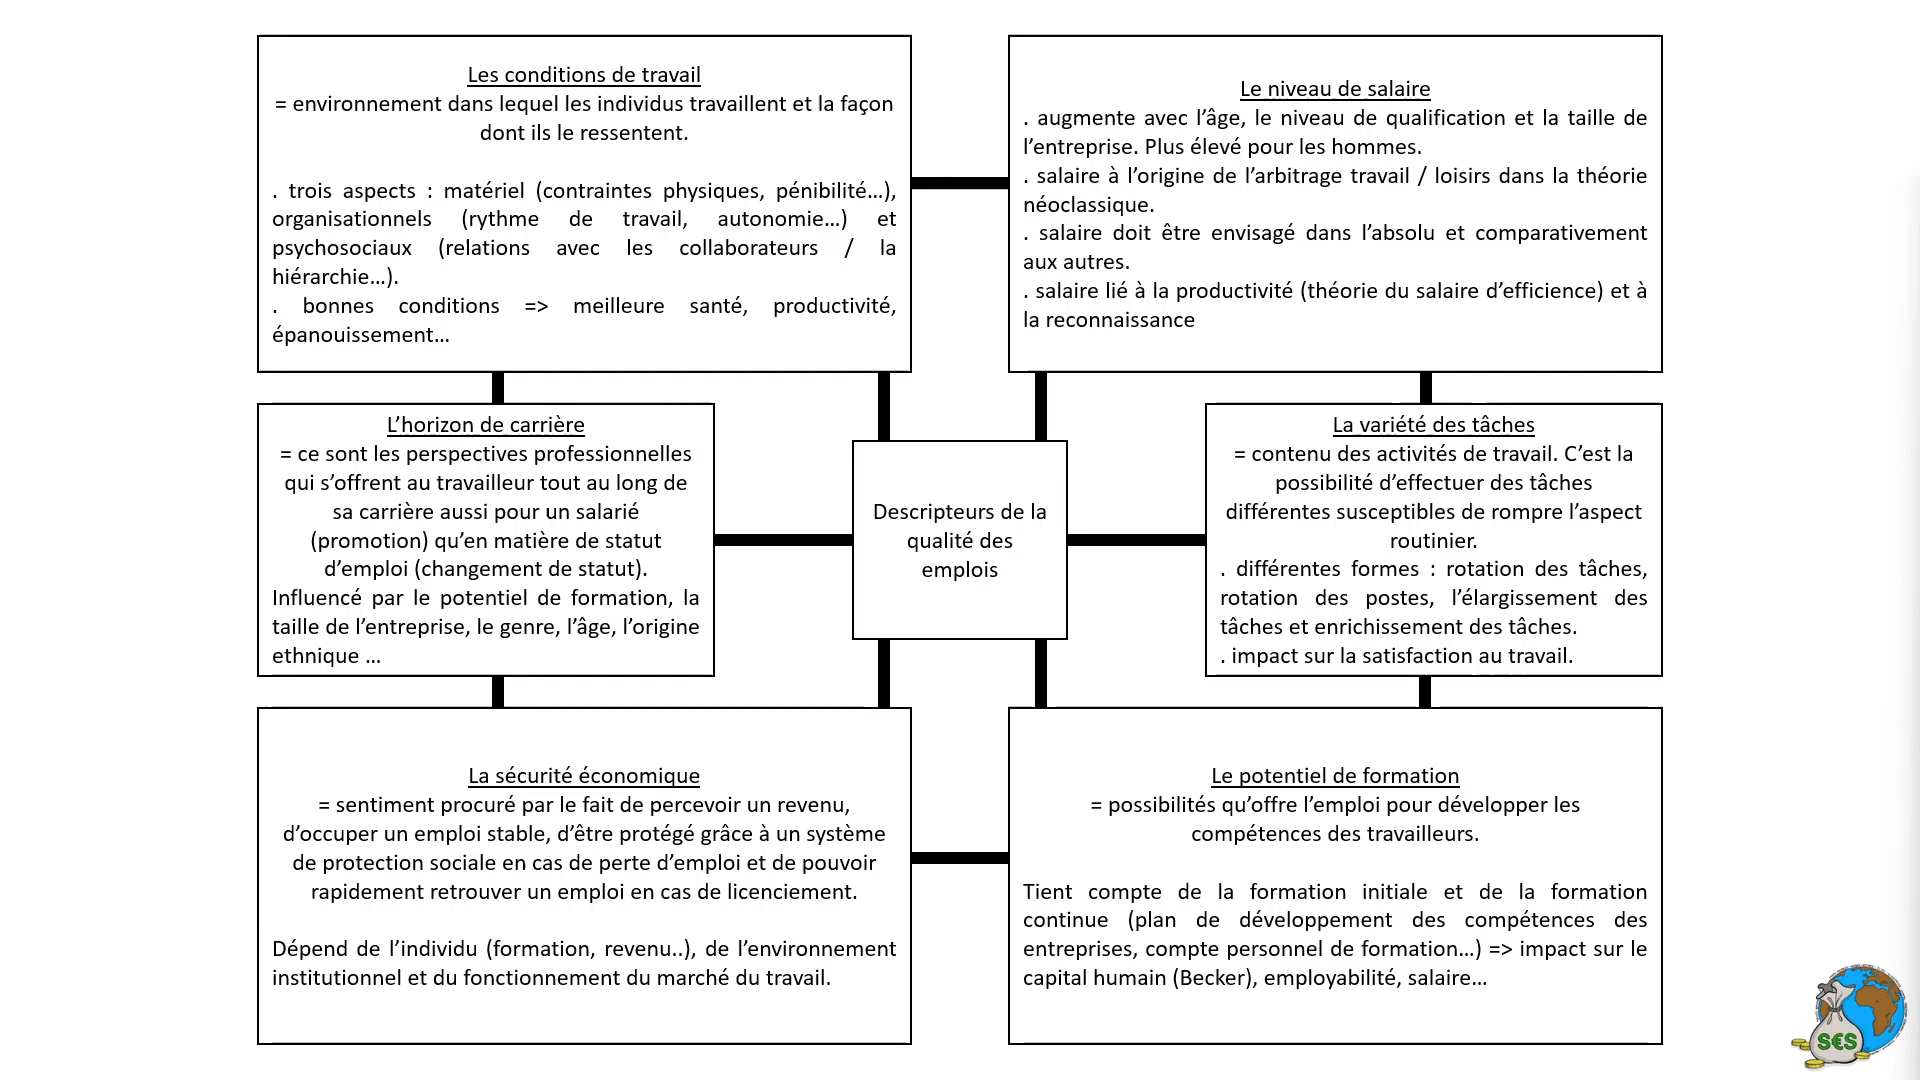 Les conditions de travail
= environnement dans lequel les individus travaillent et la façon
dont ils le ressentent.
. trois aspects : matériel (contraintes physiques, pénibilité…),
organisationnels (rythme de travail, autonomie…) et
psychosociaux (relations avec les collaborateurs / la
hiérarchie…).
. bonnes conditions => meilleure santé, productivité,
épanouissement…
Le niveau de salaire
. augmente avec l’âge, le niveau de qualification et la taille de
l’entreprise. Plus élevé pour les hommes.
. salaire à l’origine de l’arbitrage travail / loisirs dans la théorie
néoclassique.
. salaire doit être envisagé dans l’absolu et comparativement
aux autres.
. salaire lié à la productivité (théorie du salaire d’efficience) et à
la reconnaissance
L’horizon de carrière
= ce sont les perspectives professionnelles
qui s’offrent au travailleur tout au long de
sa carrière aussi pour un salarié
(promotion) qu’en matière de statut
d’emploi (changement de statut).
Influencé par le potentiel de formation, la
taille de l’entreprise, le genre, l’âge, l’origine
ethnique …
Descripteurs de la
qualité des
emplois
La variété des tâches
= contenu des activités de travail. C’est la
possibilité d’effectuer des tâches
différentes susceptibles de rompre l’aspect
routinier.
. différentes formes : rotation des tâches,
rotation des postes, l’élargissement des
tâches et enrichissement des tâches.
. impact sur la satisfaction au travail.
La sécurité économique
= sentiment procuré par le fait de percevoir un revenu,
d’occuper un emploi stable, d’être protégé grâce à un système
de protection sociale en cas de perte d’emploi et de pouvoir
rapidement retrouver un emploi en cas de licenciement.
Dépend de l’individu (formation, revenu..), de l’environnement
institutionnel et du fonctionnement du marché du travail.
Le potentiel de formation
= possibilités qu’offre l’emploi pour développer les
compétences des travailleurs.
Tient compte de la formation initiale et de la formation
continue (plan de développement des compétences des
entreprises, compte personnel de formation…) => impact sur le
capital humain (Becker), employabilité, salaire…
S€S